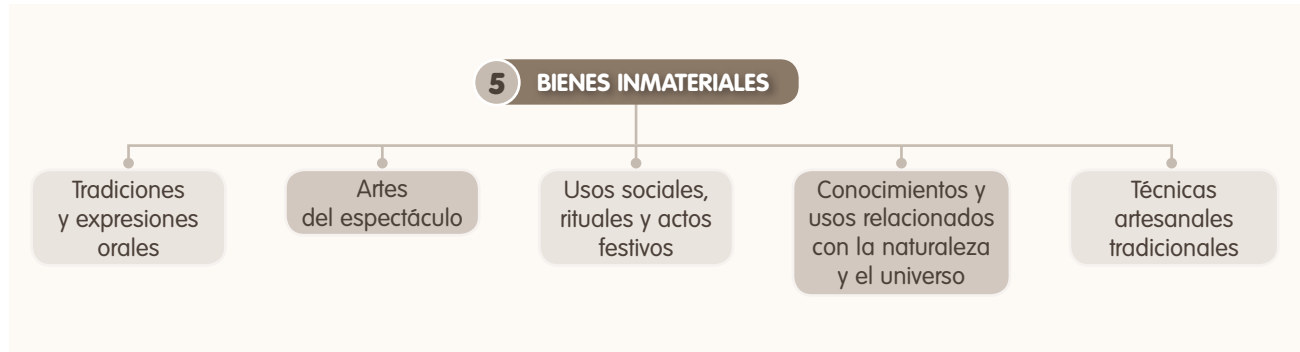 5 BIENES INMATERIALES
Tradiciones
y expresiones
orales
Artes
del espectáculo
Usos sociales,
rituales y actos
festivos
Conocimientos y
usos relacionados
con la naturaleza
y el universo
Técnicas
artesanales
tradicionales